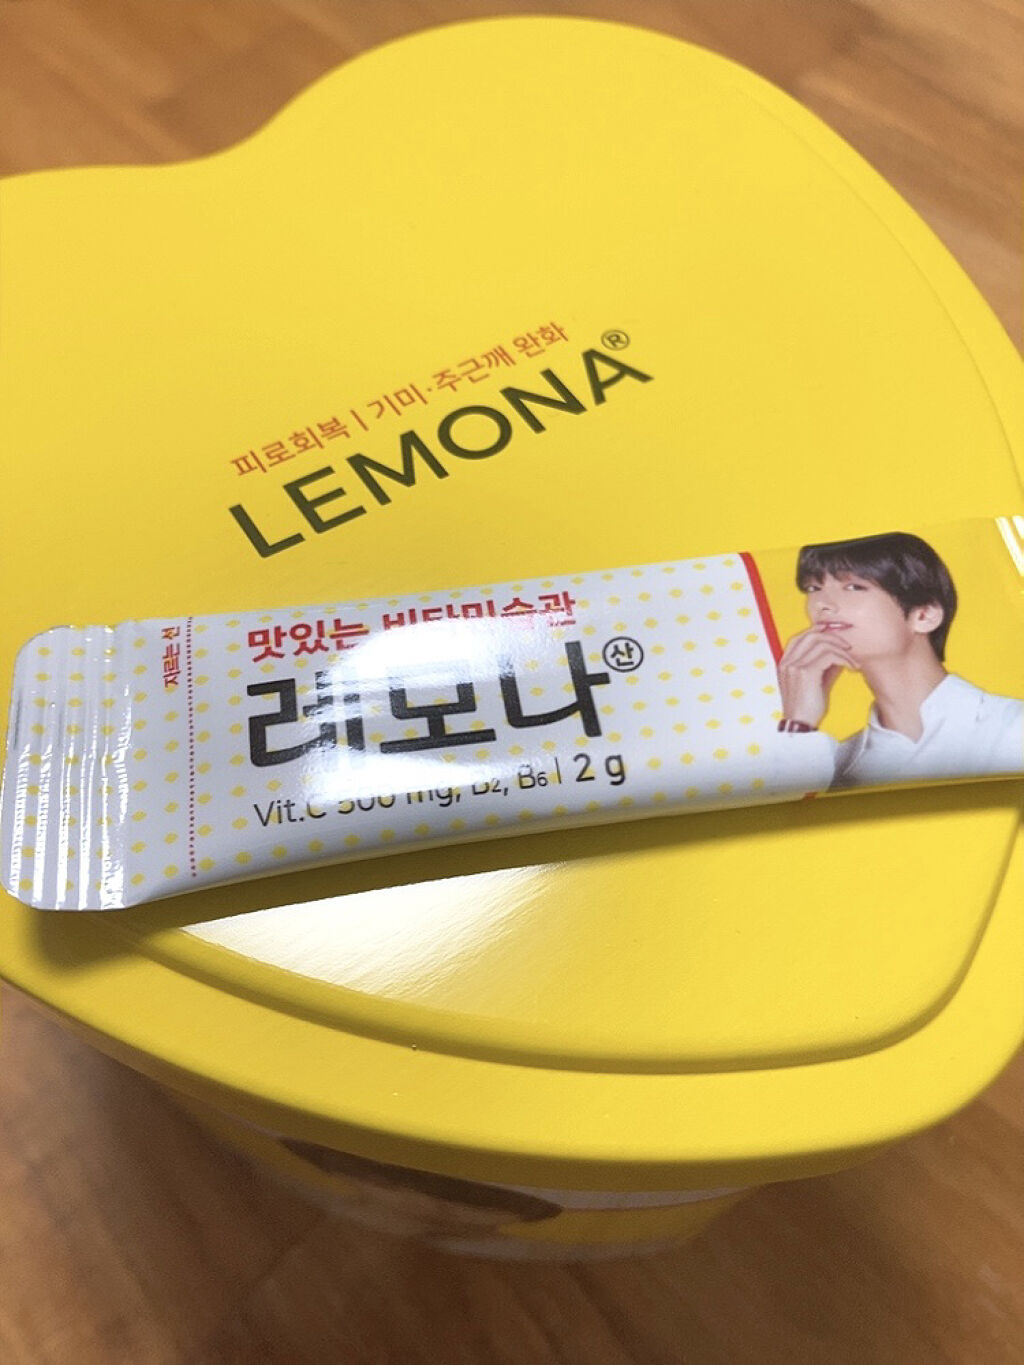 피로회복 | 기미·주근깨 완화
LEMONA®
자르는 선
맛있는 비타민습관
레모나 산
Vit.C 500 mg, B2, B6 | 2 g